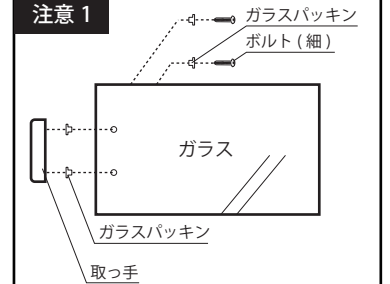 注意 1
ガラスパッキン
ボルト ( 細 )
ガラス
ガラスパッキン
取っ手